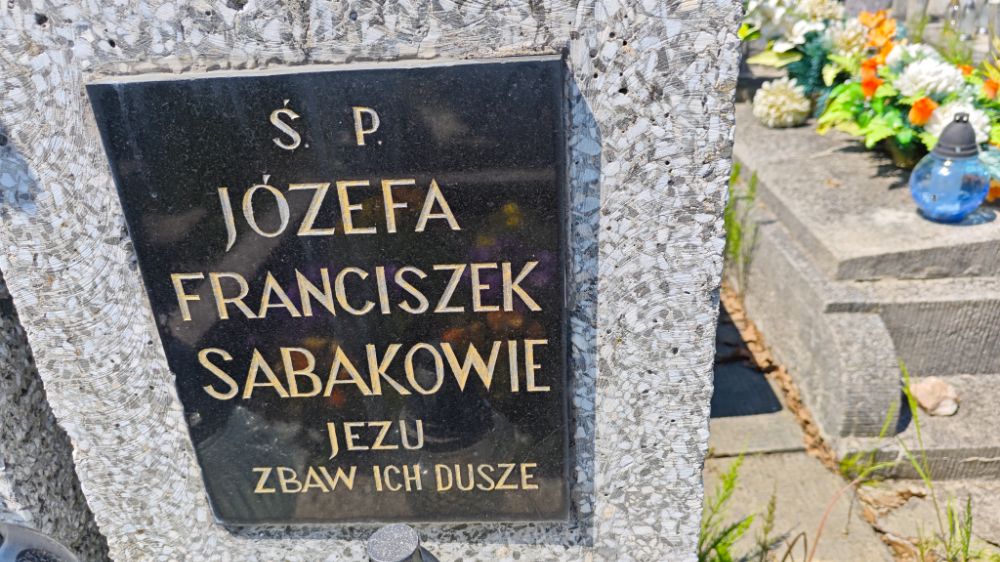 Ś. P.
JÓZEFA
FRANCISZEK
SABAKOWIE
JEZU
ZBAW ICH DUSZE